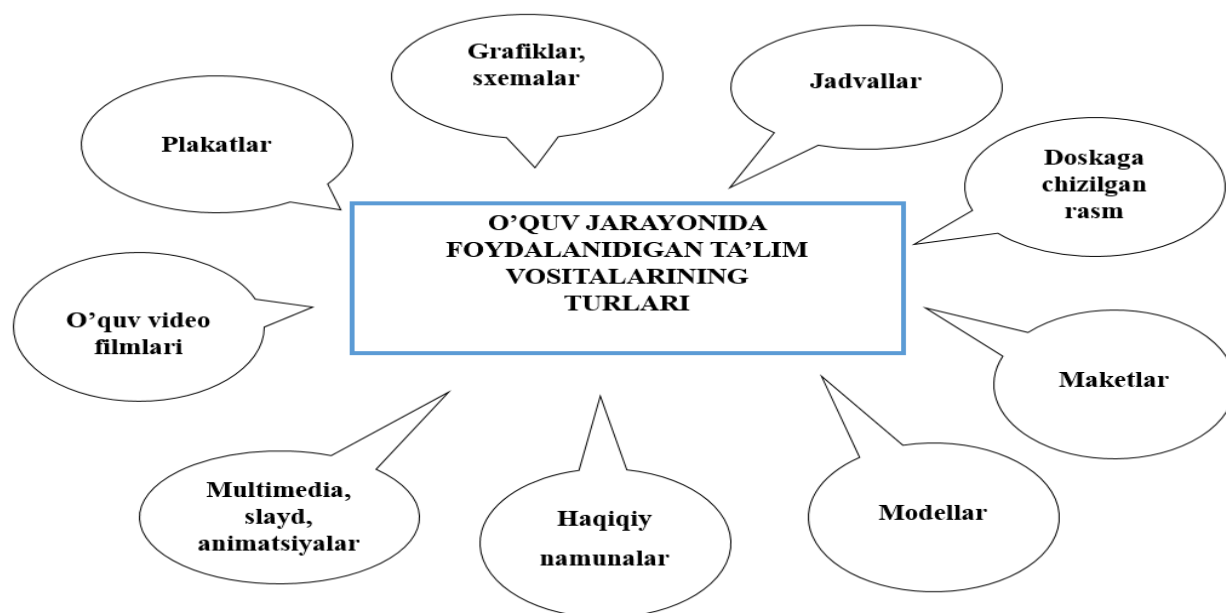 Grafiklar,
sxemalar
Jadvallar
Plakatlar
Doskaga
chizilgan
rasm
O’QUV JARAYONIDA
FOYDALANIDIGAN TA’LIM
VOSITALARINING
TURLARI
O’quv video
filmlari
Maketlar
Multimedia,
slayd,
animatsiyalar
Haqiqiy
namunalar
Modellar